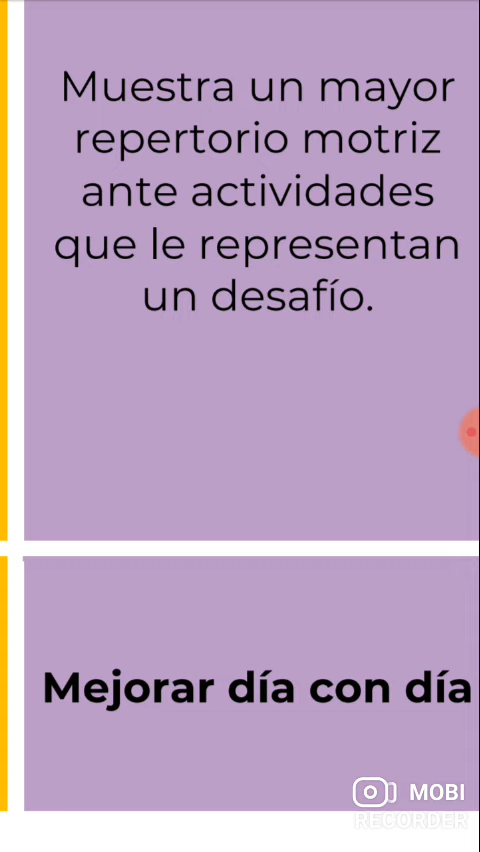 Muestra un mayor
repertorio motriz
ante actividades
que le representan
un desafío.
Mejorar día con día
MOBI
RECORDER